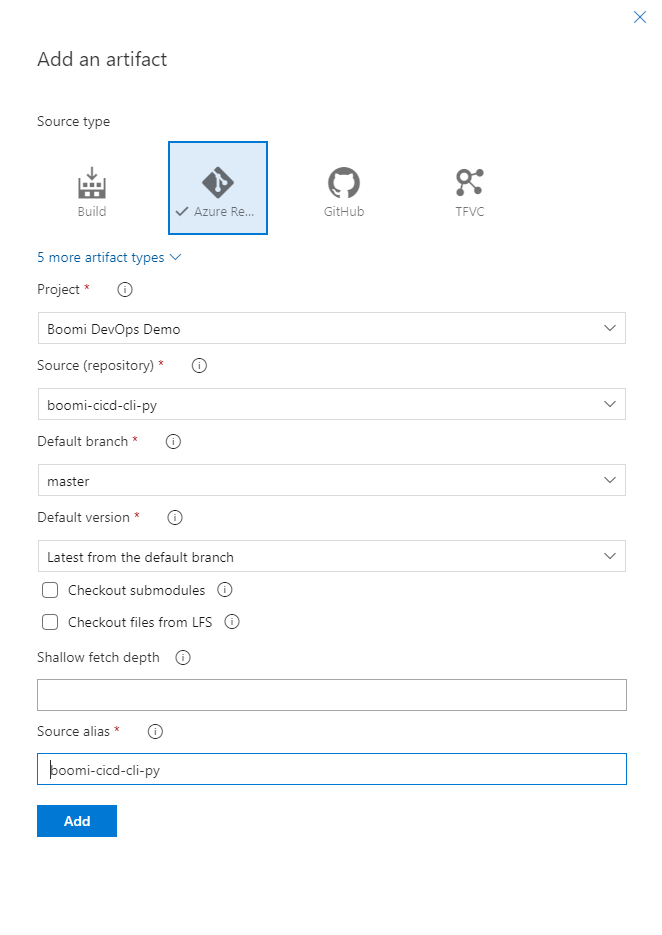 Add an artifact
Source type
Build
Azure Re...
GitHub
TFVC
5 more artifact types
Project *
Boomi DevOps Demo
Source (repository) *
boomi-cicd-cli-py
Default branch *
master
Default version *
Latest from the default branch
Checkout submodules
Checkout files from LFS
Shallow fetch depth
Source alias *
boomi-cicd-cli-py
Add